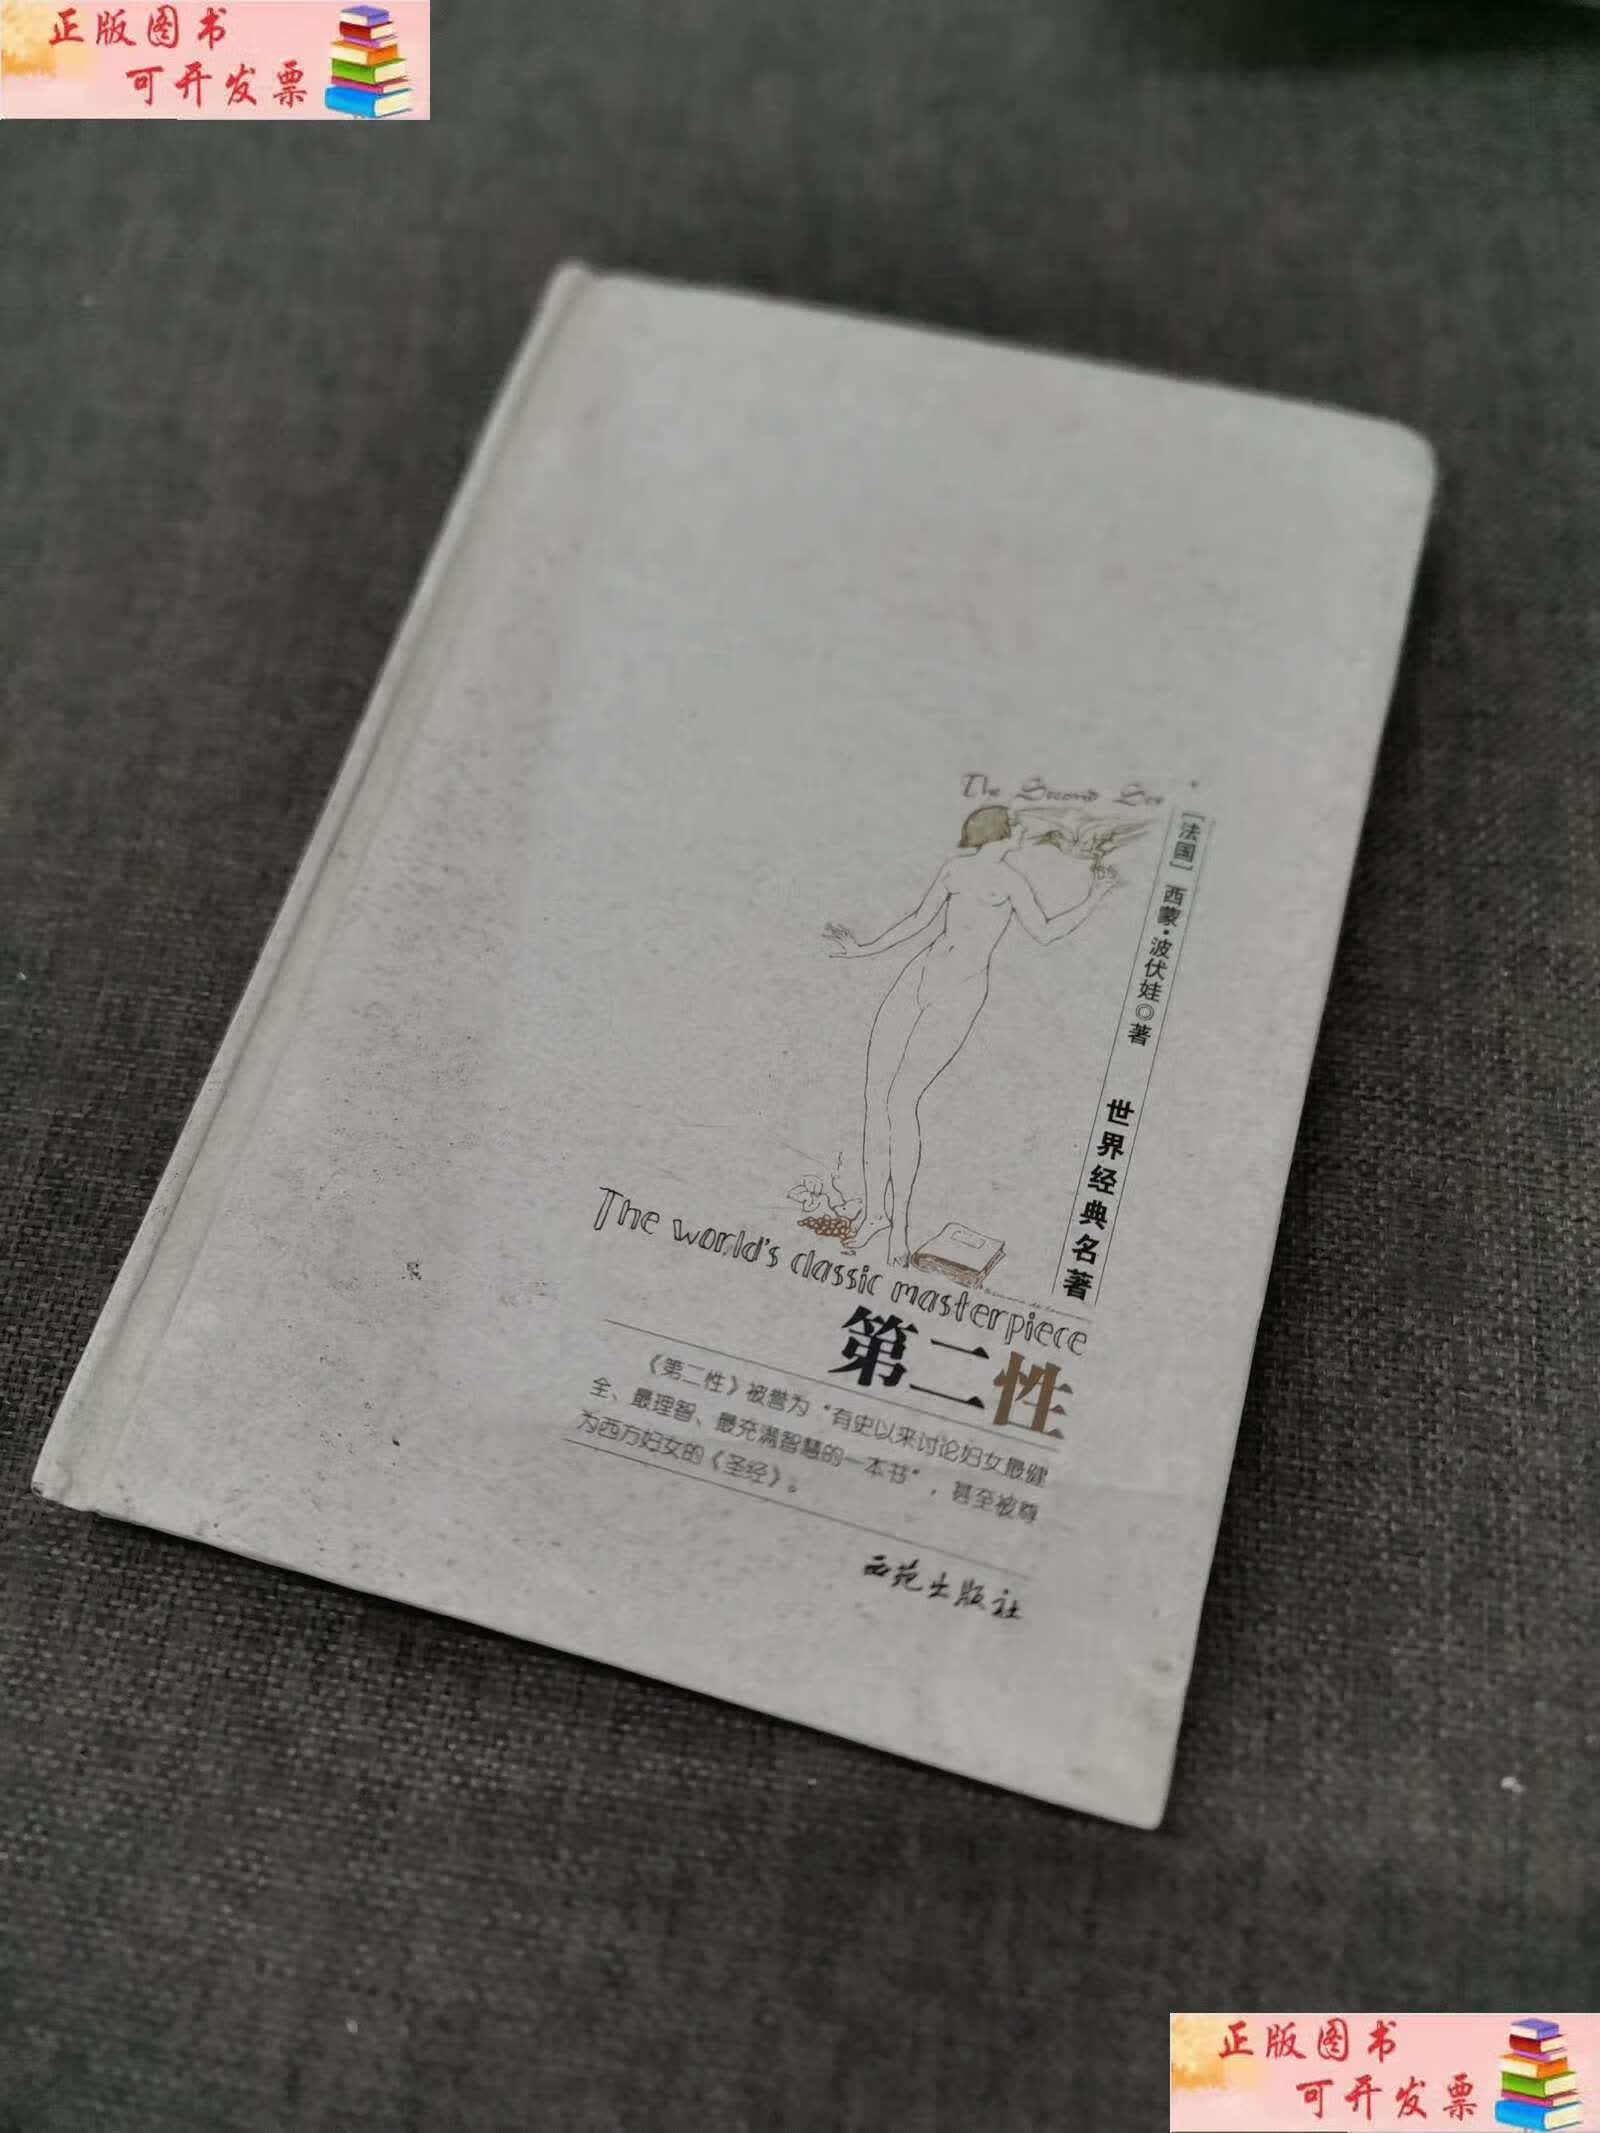 正版图书
可开发票
The Second Sex
[法国] 西蒙·波伏娃◎著
世界经典名著
The world's classic masterpiece
第二性
《第二性》被誉为“有史以来讨论妇女最健
全、最理智、最充满智慧的一本书”，甚至被尊
为西方妇女的《圣经》。
西苑出版社
正版图书
可开发票